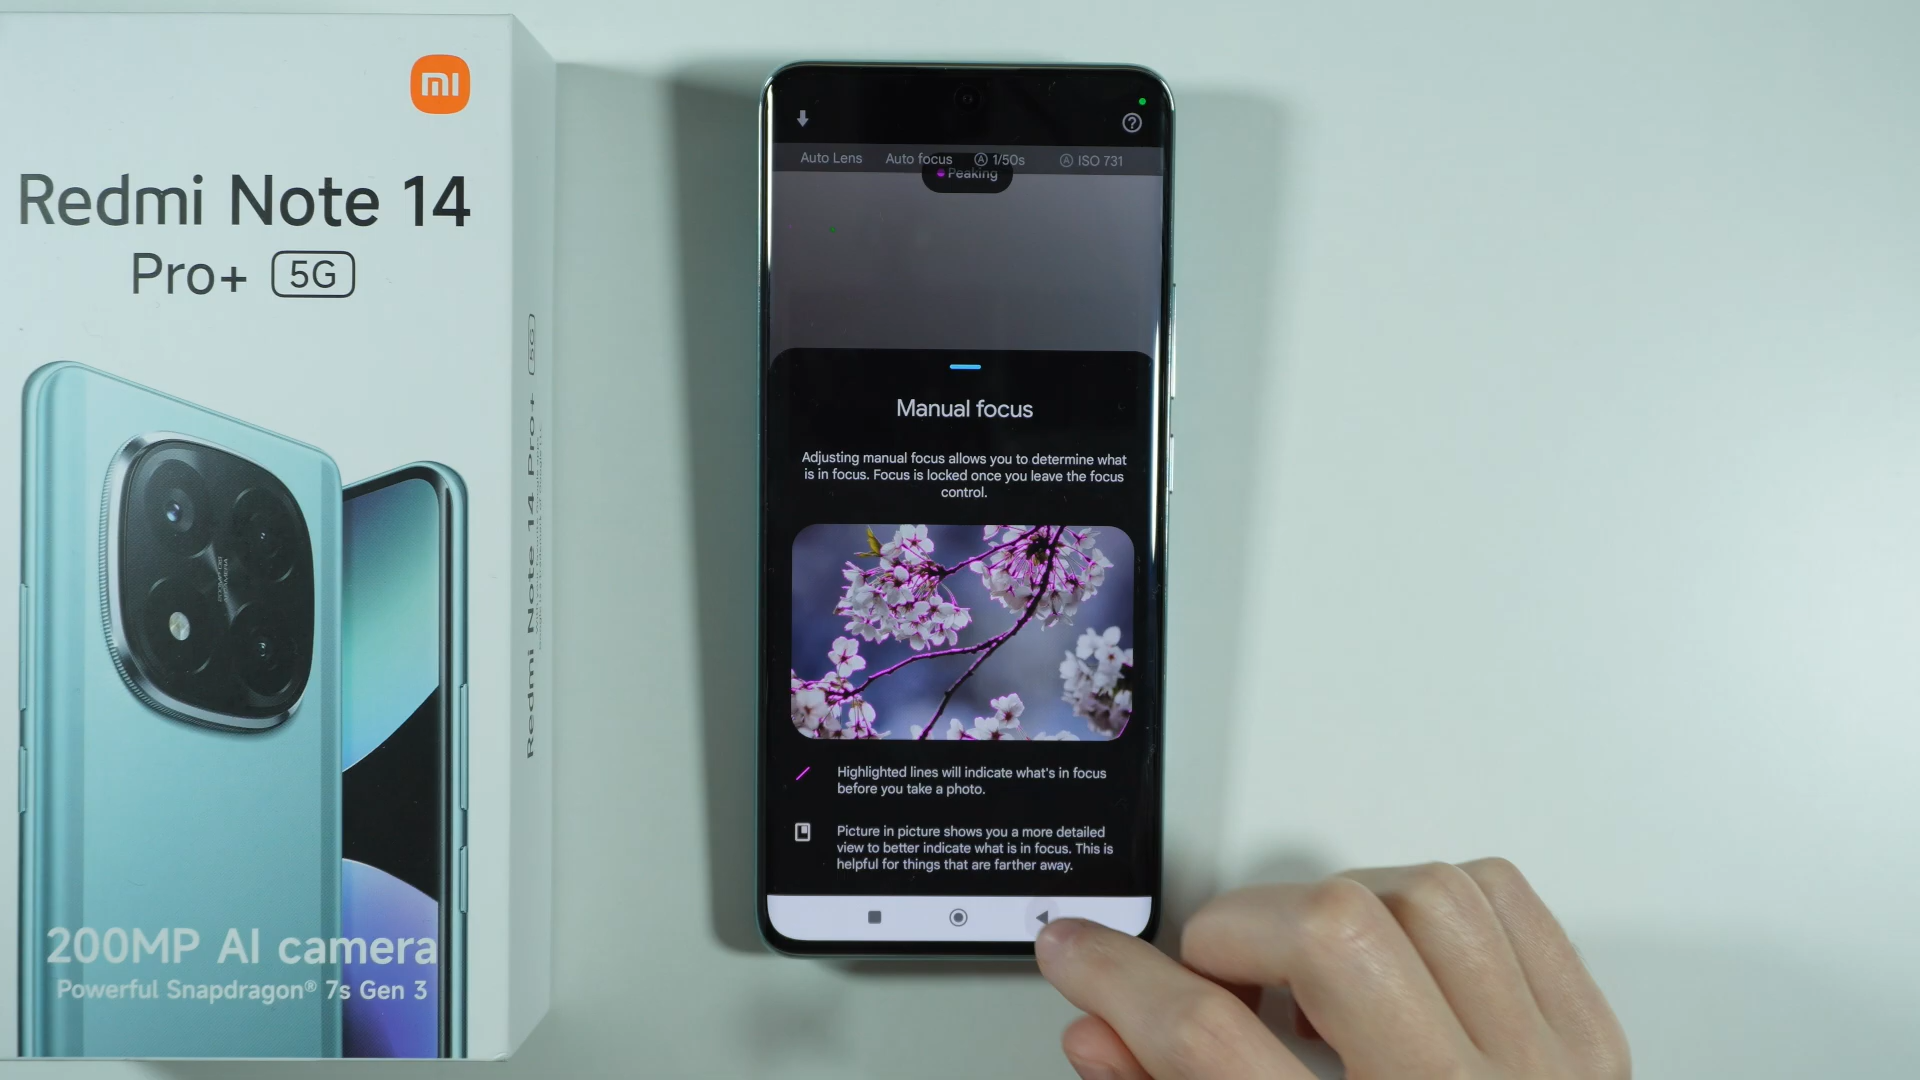 mi
Redmi Note 14
Pro+ 5G
200MP AI camera
Powerful Snapdragon® 7s Gen 3
Redmi Note 14 Pro+ 5G
Auto Lens Auto focus A 1/50s A ISO 731
Peaking
Manual focus
Adjusting manual focus allows you to determine what
is in focus. Focus is locked once you leave the focus
control.
Highlighted lines will indicate what's in focus
before you take a photo.
Picture in picture shows you a more detailed
view to better indicate what is in focus. This is
helpful for things that are farther away.